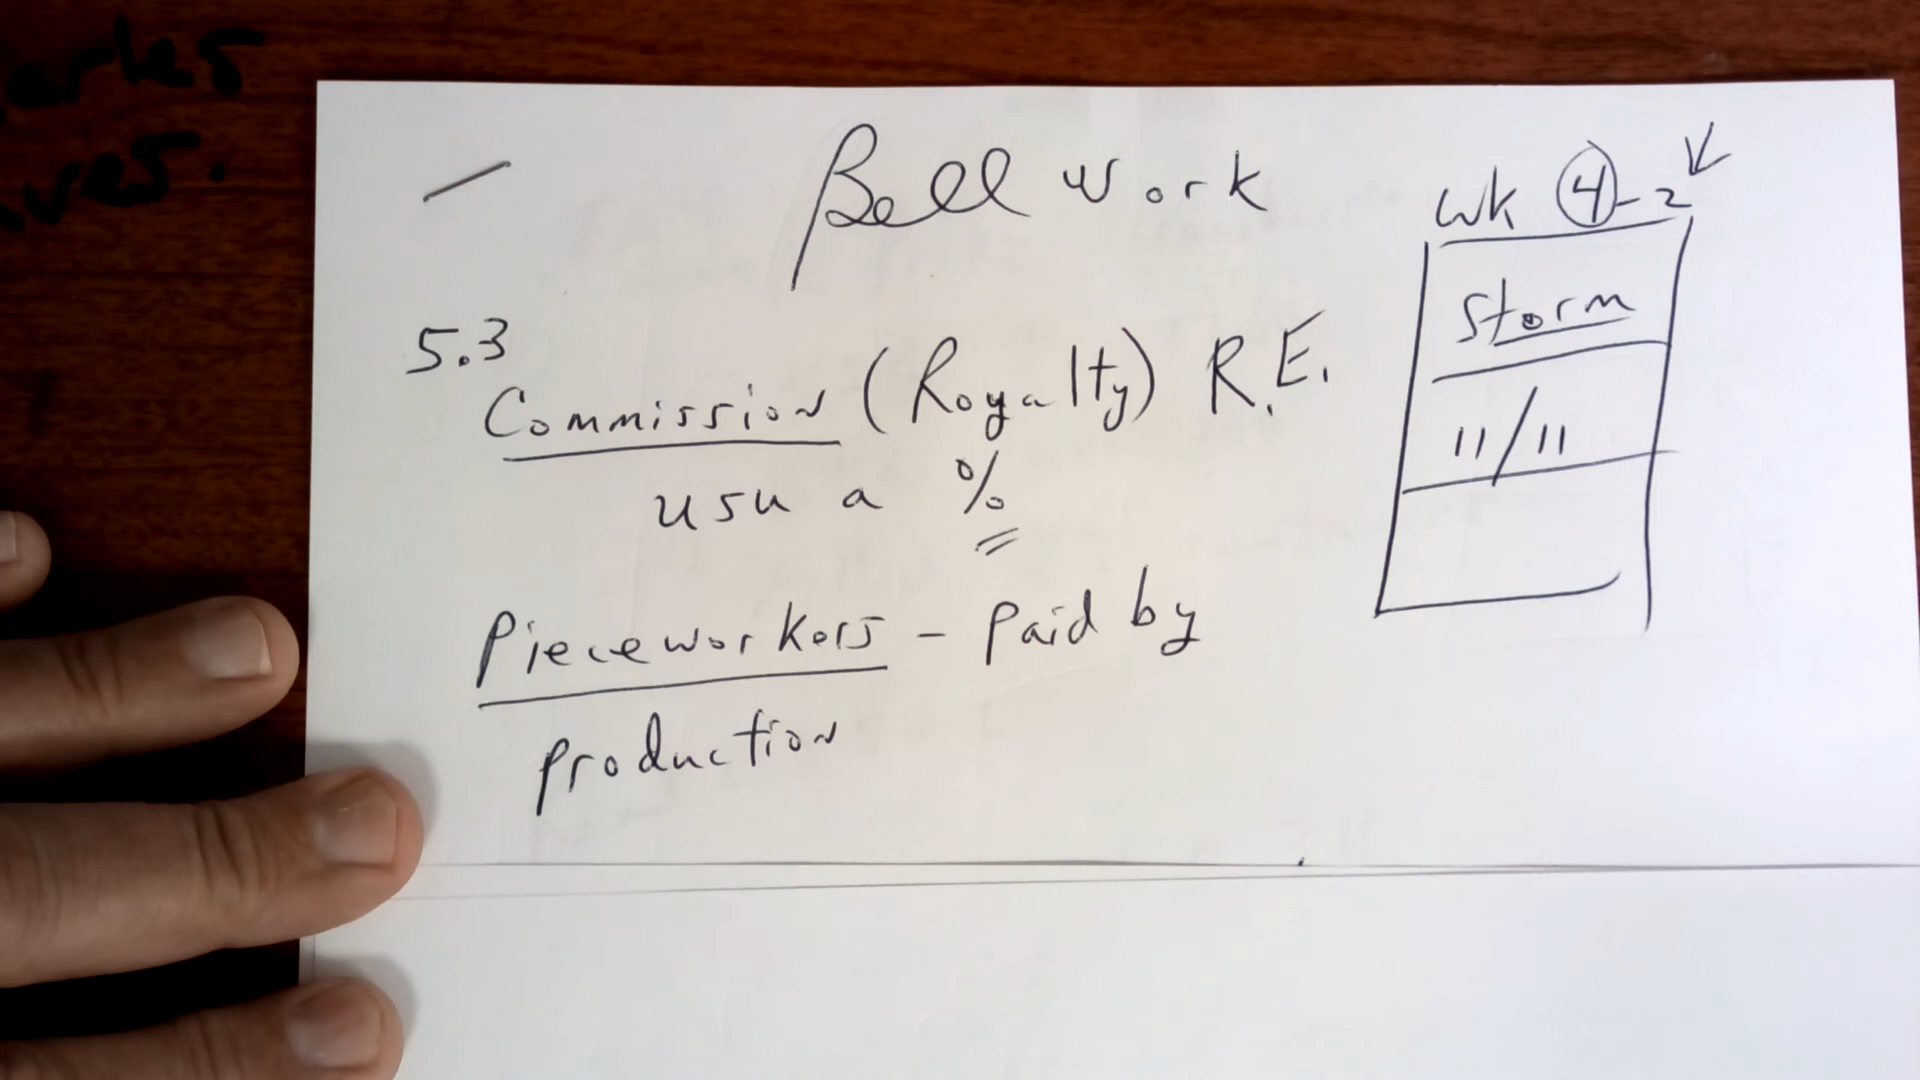 Bell work
wk 4-2
storm
11/11
5.3
Commission (Royalty) R.E.
usu a %
Pieceworkers - Paid by
production